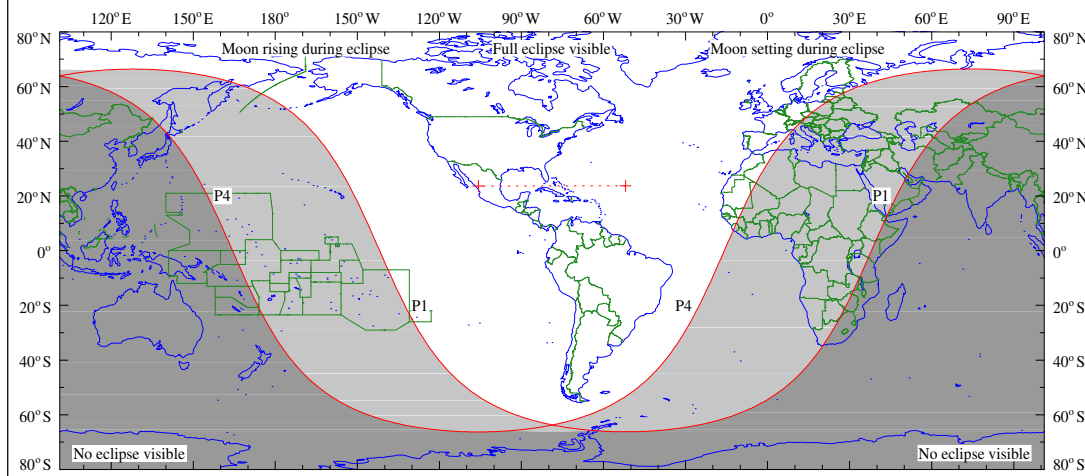 120°E 150°E 180°W 150°W 120°W 90°W 60°W 30°W 0° 30°E 60°E 90°E
80°N 80°N
Moon rising during eclipse Full eclipse visible Moon setting during eclipse
60°N 60°N
40°N 40°N
20°N P4 P1 20°N
0° 0°
20°S P1 P4 20°S
40°S 40°S
60°S 60°S
No eclipse visible No eclipse visible
80°S 80°S